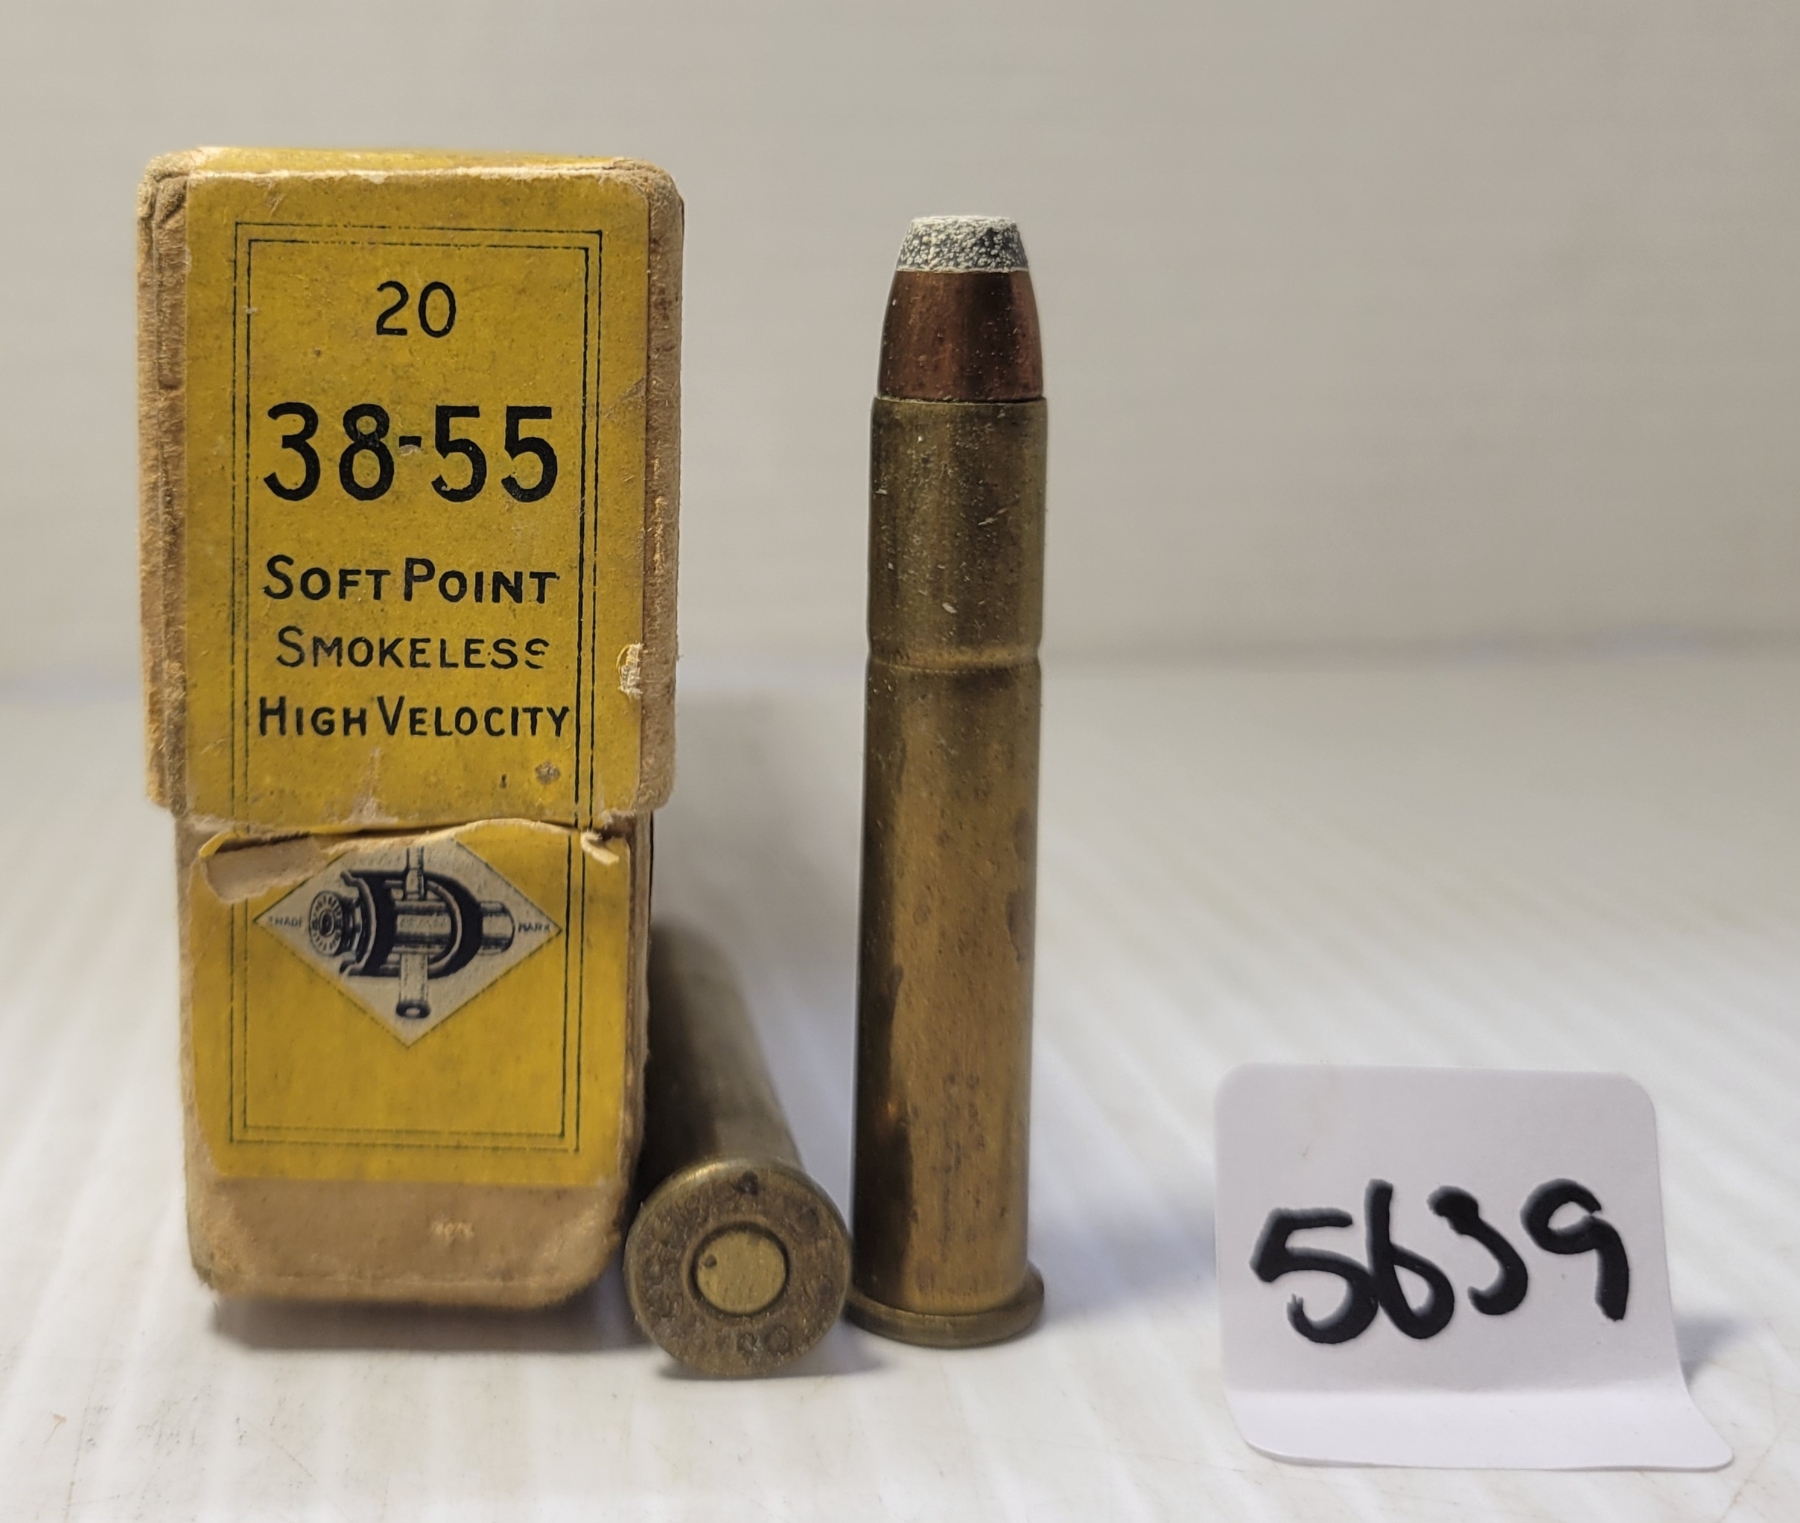 20
38-55
SOFT POINT
SMOKELESS
HIGH VELOCITY
TRADE MARK
5639